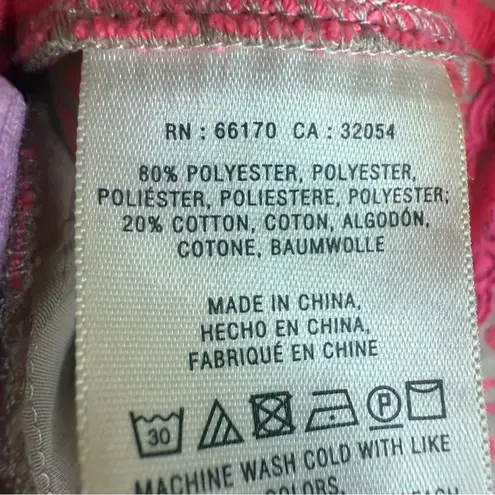 RN : 66170 CA : 32054
80% POLYESTER, POLYESTER,
POLIÉSTER, POLIESTERE, POLYESTER;
20% COTTON, COTON, ALGODÓN,
COTONE, BAUMWOLLE
MADE IN CHINA,
HECHO EN CHINA,
FABRIQUÉ EN CHINE
30 P
MACHINE WASH COLD WITH LIKE
COLORS.